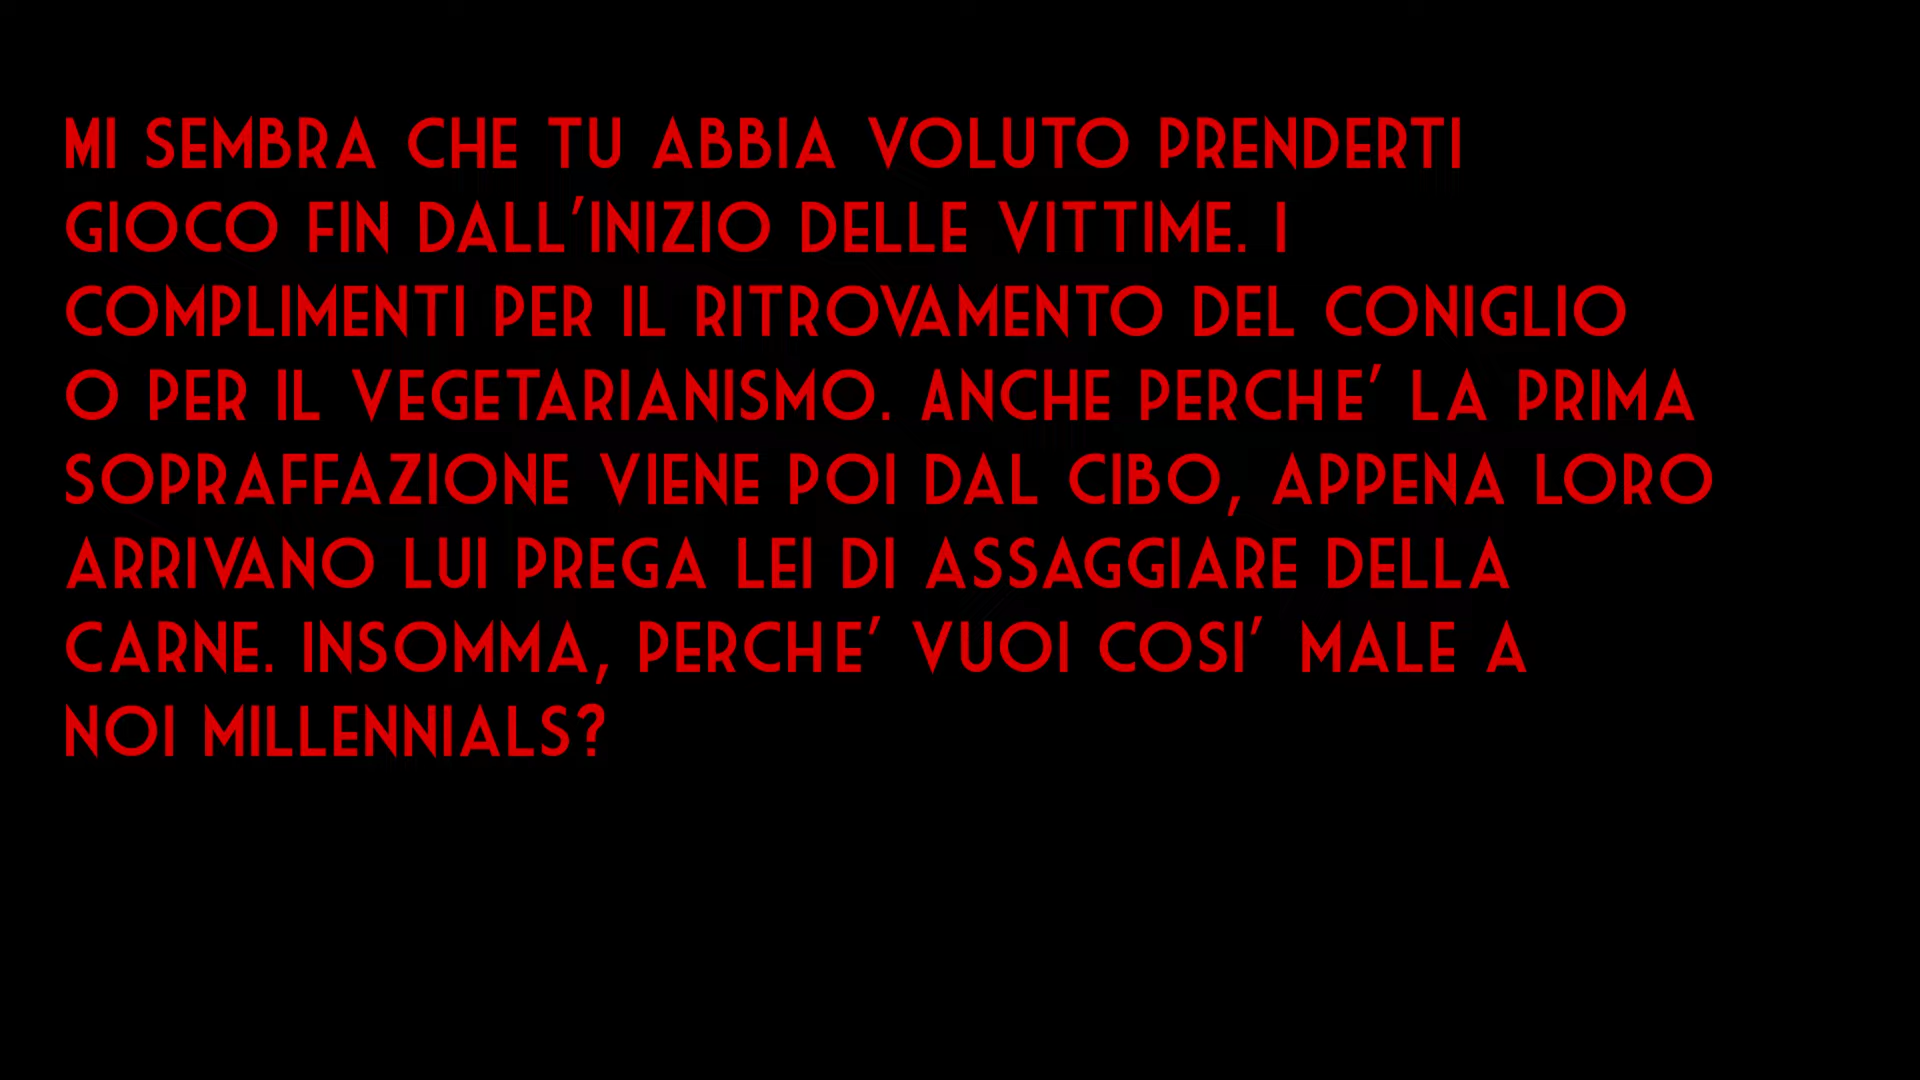 MI SEMBRA CHE TU ABBIA VOLUTO PRENDERTI
GIOCO FIN DALL'INIZIO DELLE VITTIME. I
COMPLIMENTI PER IL RITROVAMENTO DEL CONIGLIO
O PER IL VEGETARIANISMO. ANCHE PERCHE' LA PRIMA
SOPRAFFAZIONE VIENE POI DAL CIBO, APPENA LORO
ARRIVANO LUI PREGA LEI DI ASSAGGIARE DELLA
CARNE. INSOMMA, PERCHE' VUOI COSI' MALE A
NOI MILLENNIALS?